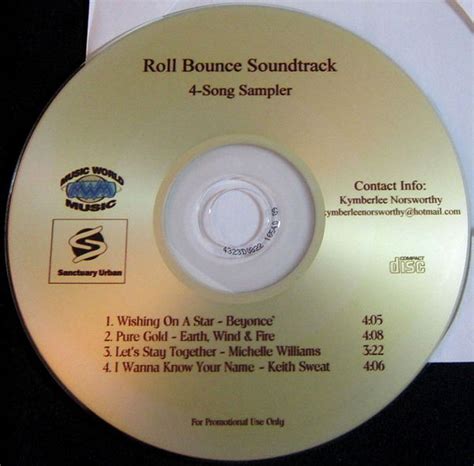 Roll Bounce Soundtrack
4-Song Sampler
MUSIC WORLD
MUSIC
Sanctuary Urban
Contact Info:
Kymberlee Norsworthy
kymberleenorsworthy@hotmail.com
COMPACT
disc
1. Wishing On A Star - Beyonce' 4:05
2. Pure Gold - Earth, Wind & Fire 4:08
3. Let's Stay Together - Michelle Williams 3:22
4. I Wanna Know Your Name - Keith Sweat 4:06
For Promotional Use Only